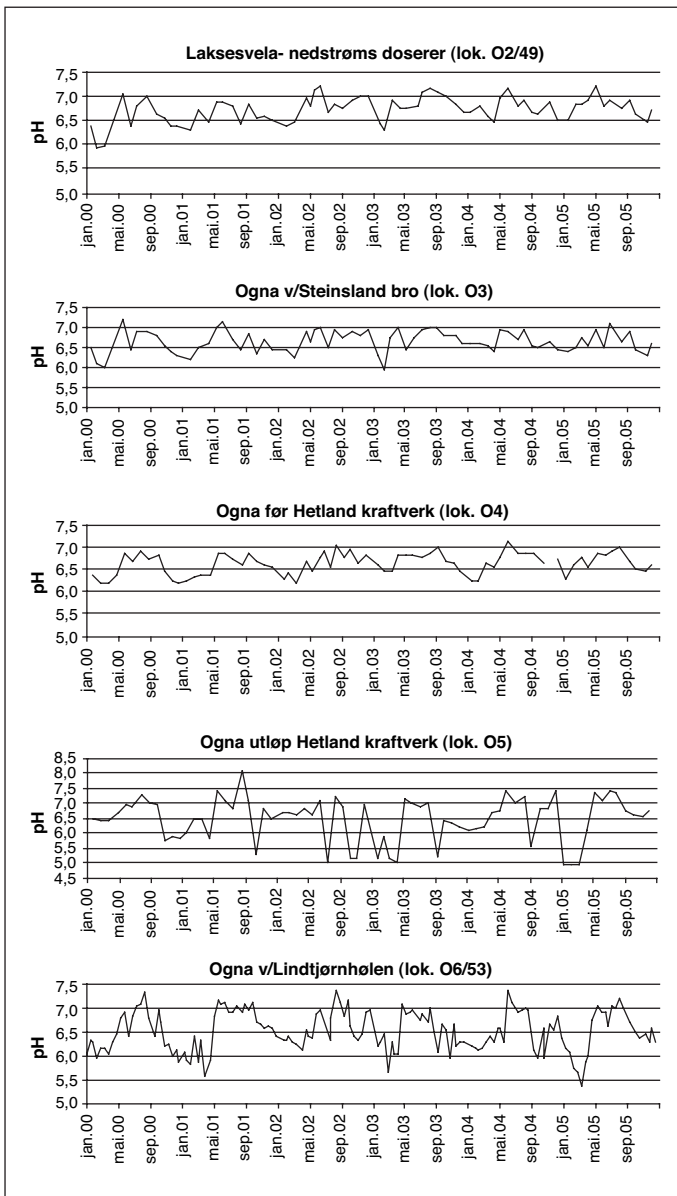 Laksesvela- nedstrøms doserer (lok. O2/49)
7,5
7,0
6,5
6,0
5,5
5,0
pH
jan.00 mai.00 sep.00 jan.01 mai.01 sep.01 jan.02 mai.02 sep.02 jan.03 mai.03 sep.03 jan.04 mai.04 sep.04 jan.05 mai.05 sep.05
Ogna v/Steinsland bro (lok. O3)
7,5
7,0
6,5
6,0
5,5
5,0
pH
jan.00 mai.00 sep.00 jan.01 mai.01 sep.01 jan.02 mai.02 sep.02 jan.03 mai.03 sep.03 jan.04 mai.04 sep.04 jan.05 mai.05 sep.05
Ogna før Hetland kraftverk (lok. O4)
7,5
7,0
6,5
6,0
5,5
5,0
pH
jan.00 mai.00 sep.00 jan.01 mai.01 sep.01 jan.02 mai.02 sep.02 jan.03 mai.03 sep.03 jan.04 mai.04 sep.04 jan.05 mai.05 sep.05
Ogna utløp Hetland kraftverk (lok. O5)
8,5
8,0
7,5
7,0
6,5
6,0
5,5
5,0
4,5
pH
jan.00 mai.00 sep.00 jan.01 mai.01 sep.01 jan.02 mai.02 sep.02 jan.03 mai.03 sep.03 jan.04 mai.04 sep.04 jan.05 mai.05 sep.05
Ogna v/Lindtjørnhølen (lok. O6/53)
7,5
7,0
6,5
6,0
5,5
5,0
pH
jan.00 mai.00 sep.00 jan.01 mai.01 sep.01 jan.02 mai.02 sep.02 jan.03 mai.03 sep.03 jan.04 mai.04 sep.04 jan.05 mai.05 sep.05